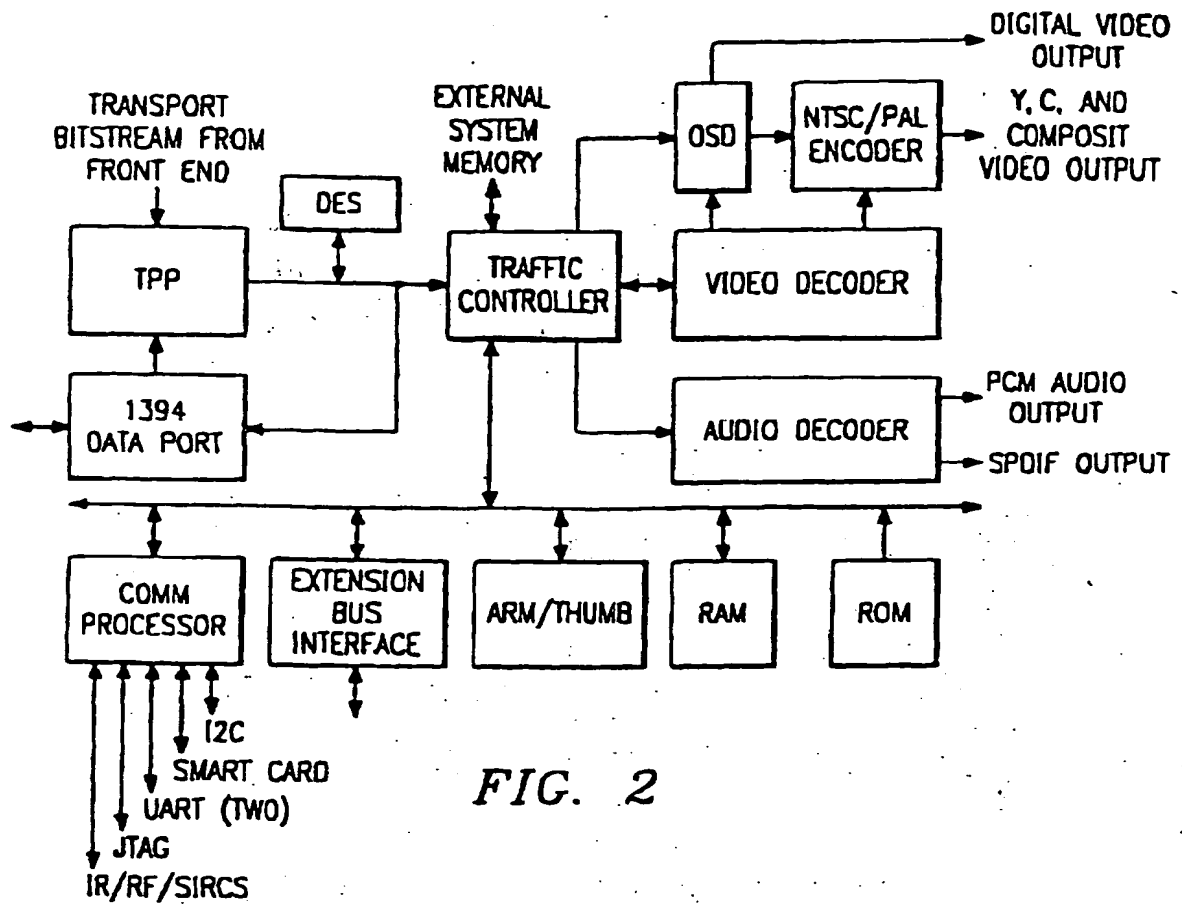 DIGITAL VIDEO
OUTPUT
TRANSPORT
BITSTREAM FROM
FRONT END
EXTERNAL
SYSTEM
MEMORY
OSD
NTSC/PAL
ENCODER
Y, C, AND
COMPOSIT
VIDEO OUTPUT
DES
TPP
TRAFFIC
CONTROLLER
VIDEO DECODER
1394
DATA PORT
AUDIO DECODER
PCM AUDIO
OUTPUT
SPDIF OUTPUT
COMM
PROCESSOR
EXTENSION
BUS
INTERFACE
ARM/THUMB
RAM
ROM
I2C
SMART CARD
UART (TWO)
JTAG
IR/RF/SIRCS
FIG. 2